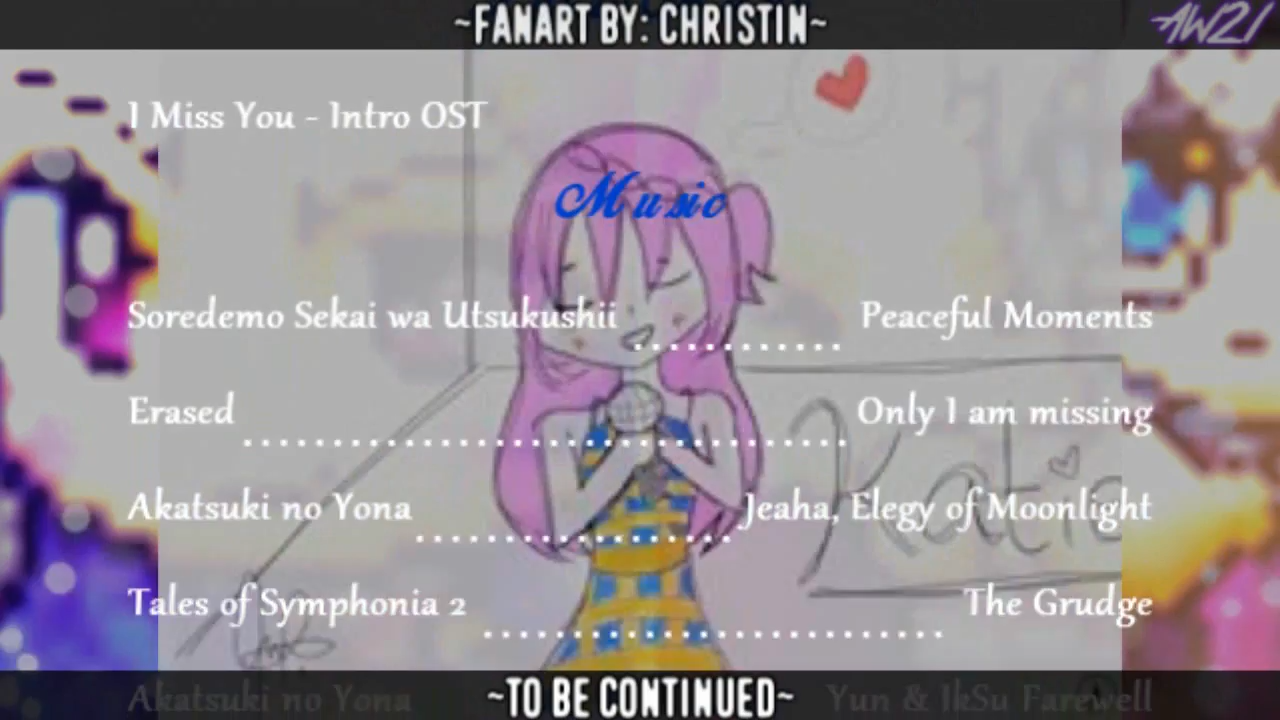 ~FANART BY: CHRISTIN~
AW21
I Miss You - Intro OST
Music
Soredemo Sekai wa Utsukushii ............ Peaceful Moments
Erased .................................. Only I am missing
Akatsuki no Yona .................. Jeaha, Elegy of Moonlight
Tales of Symphonia 2 .......................... The Grudge
Katie
Akatsuki no Yona Yun & IkSu Farewell
~TO BE CONTINUED~